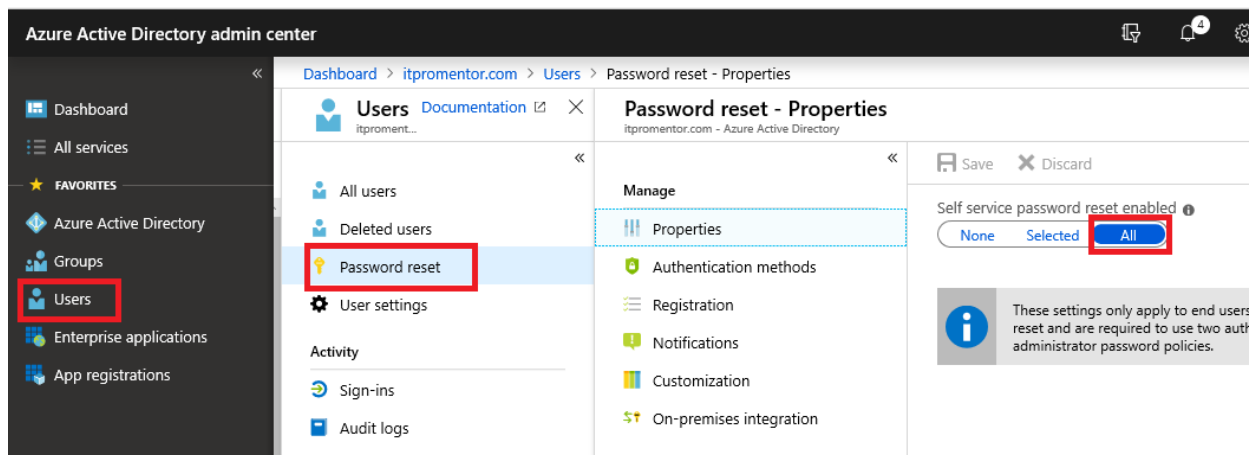 Azure Active Directory admin center
4
«
Dashboard
All services
FAVORITES
Azure Active Directory
Groups
Users
Enterprise applications
App registrations
Dashboard > itpromentor.com > Users > Password reset - Properties
Users Documentation
itproment...
«
All users
Deleted users
Password reset
User settings
Activity
Sign-ins
Audit logs
Password reset - Properties
itpromentor.com - Azure Active Directory
«
Manage
Properties
Authentication methods
Registration
Notifications
Customization
On-premises integration
Save Discard
Self service password reset enabled
None Selected All
These settings only apply to end users
reset and are required to use two auth
administrator password policies.